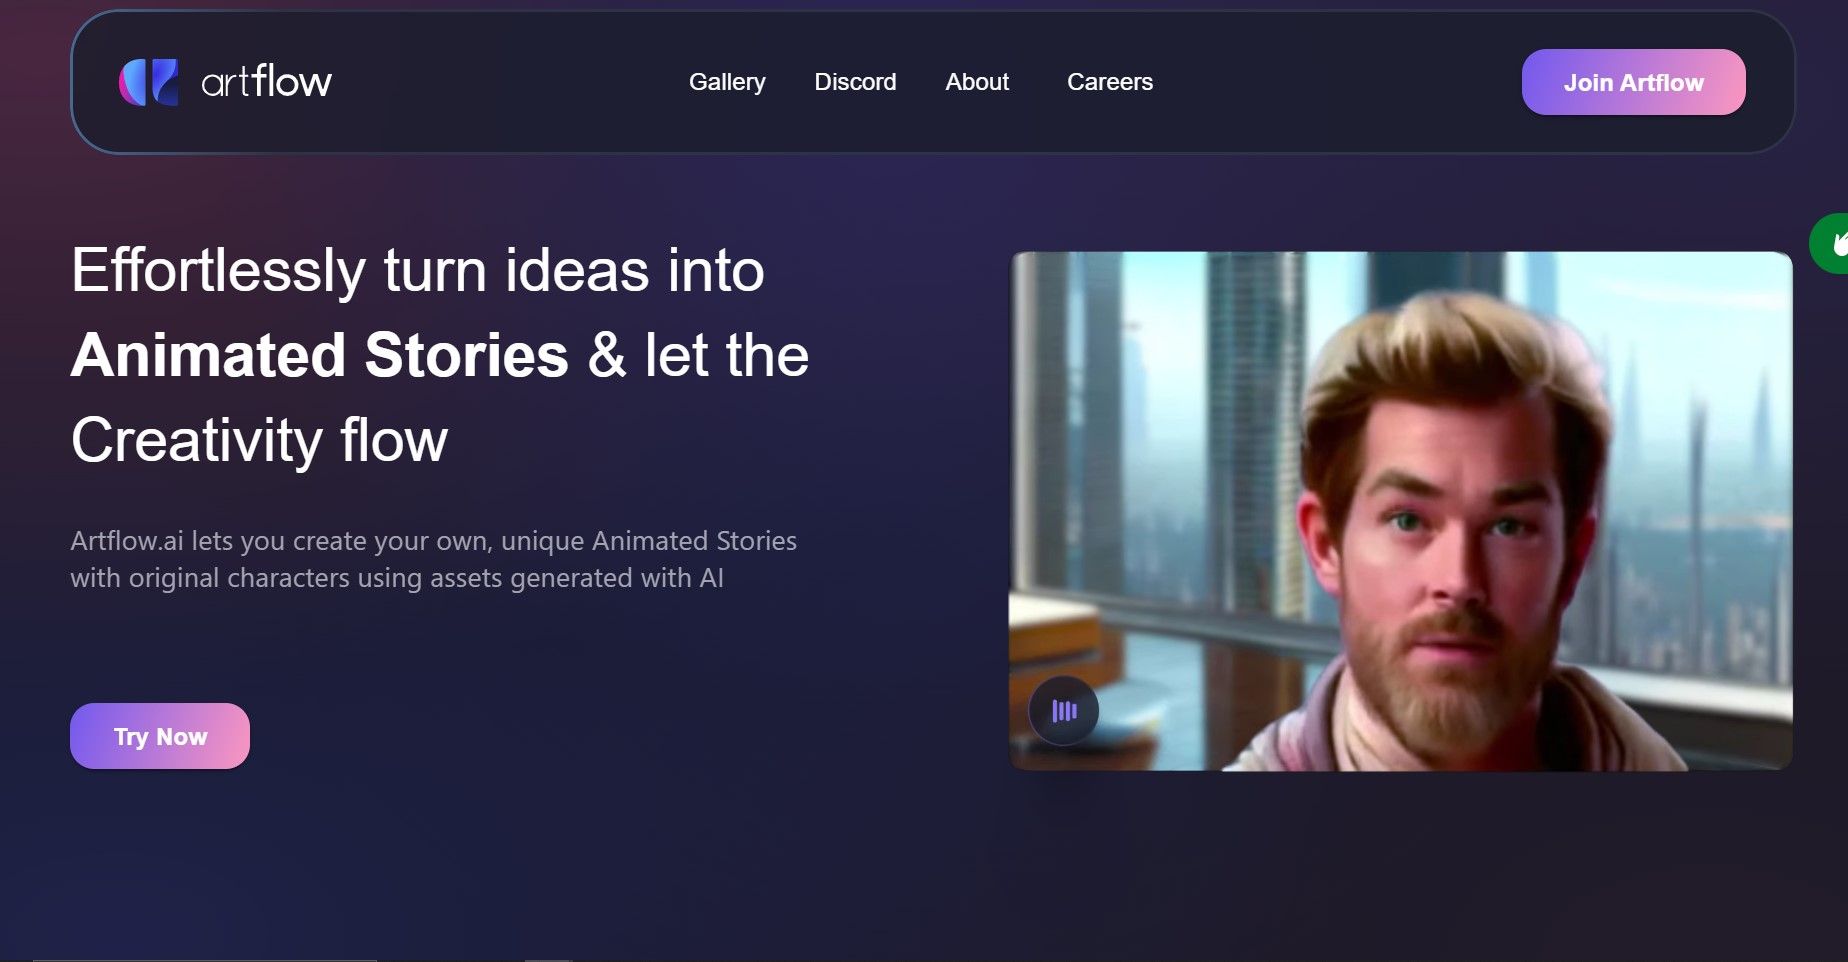 artflow
Gallery Discord About Careers
Join Artflow
Effortlessly turn ideas into
Animated Stories & let the
Creativity flow
Artflow.ai lets you create your own, unique Animated Stories
with original characters using assets generated with AI
Try Now